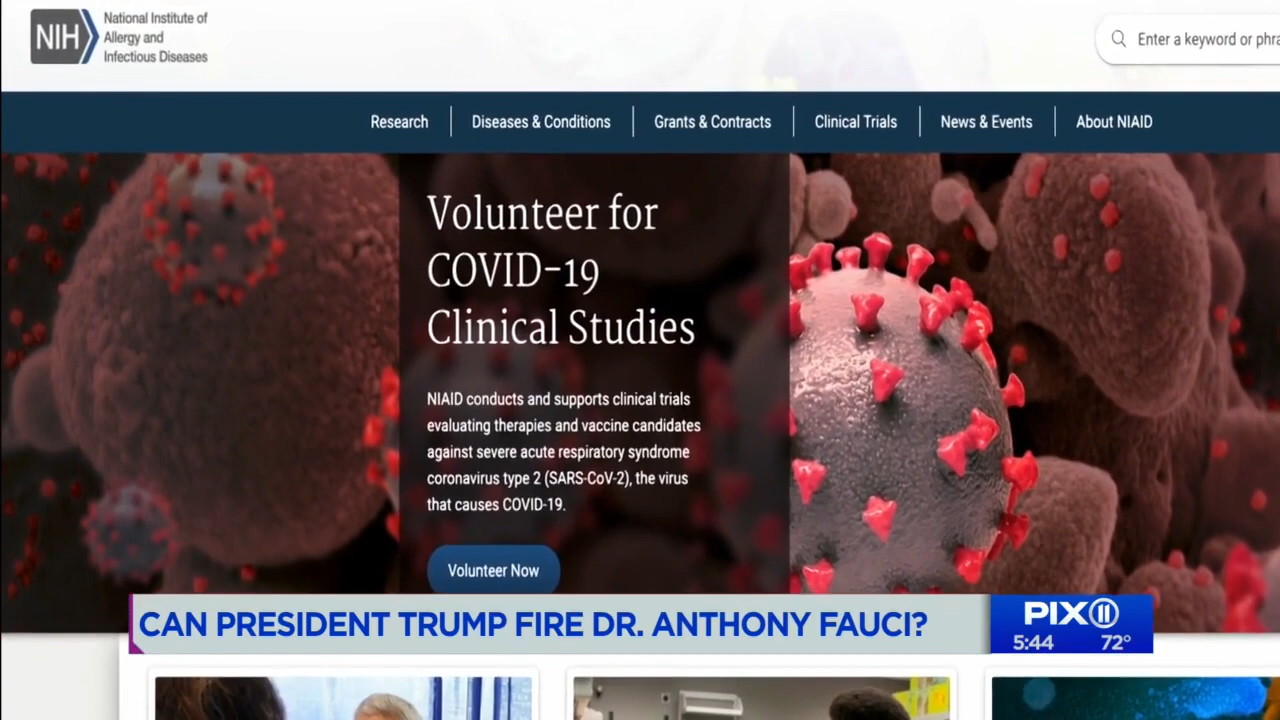 NIH
National Institute of
Allergy and
Infectious Diseases
Enter a keyword or phra
Research
Diseases & Conditions
Grants & Contracts
Clinical Trials
News & Events
About NIAID
Volunteer for
COVID-19
Clinical Studies
NIAID conducts and supports clinical trials
evaluating therapies and vaccine candidates
against severe acute respiratory syndrome
coronavirus type 2 (SARS-CoV-2), the virus
that causes COVID-19.
Volunteer Now
CAN PRESIDENT TRUMP FIRE DR. ANTHONY FAUCI?
PIX 11
5:44 72°